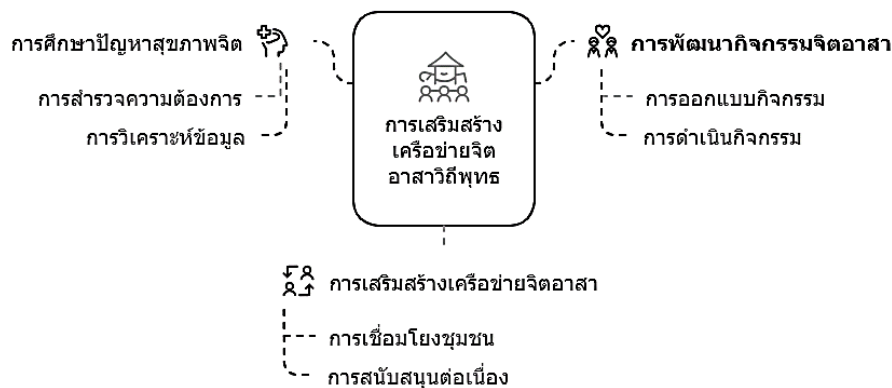 การศึกษาปัญหาสุขภาพจิต
การสำรวจความต้องการ
การวิเคราะห์ข้อมูล
การเสริมสร้าง
เครือข่ายจิต
อาสาวิถีพุทธ
การพัฒนากิจกรรมจิตอาสา
การออกแบบกิจกรรม
การดำเนินกิจกรรม
การเสริมสร้างเครือข่ายจิตอาสา
การเชื่อมโยงชุมชน
การสนับสนุนต่อเนื่อง